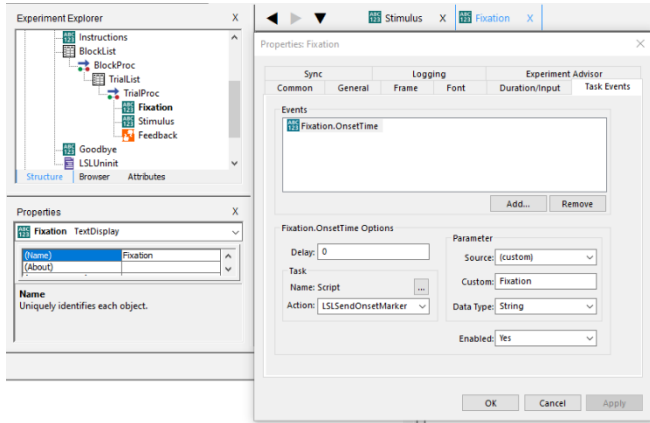 Experiment Explorer X
Instructions
BlockList
BlockProc
TrialList
TrialProc
Fixation
Stimulus
Feedback
Goodbye
LSLUninit
Structure Browser Attributes
Properties X
Fixation TextDisplay
(Name) Fixation
(About)
Name
Uniquely identifies each object.
Stimulus X Fixation X
Properties: Fixation
Sync Logging Experiment Advisor
Common General Frame Font Duration/Input Task Events
Events
Fixation.OnsetTime
Add... Remove
Fixation.OnsetTime Options
Delay: 0
Task
Name: Script ...
Action: LSLSendOnsetMarker
Parameter
Source: (custom)
Custom: Fixation
Data Type: String
Enabled: Yes
OK Cancel Apply